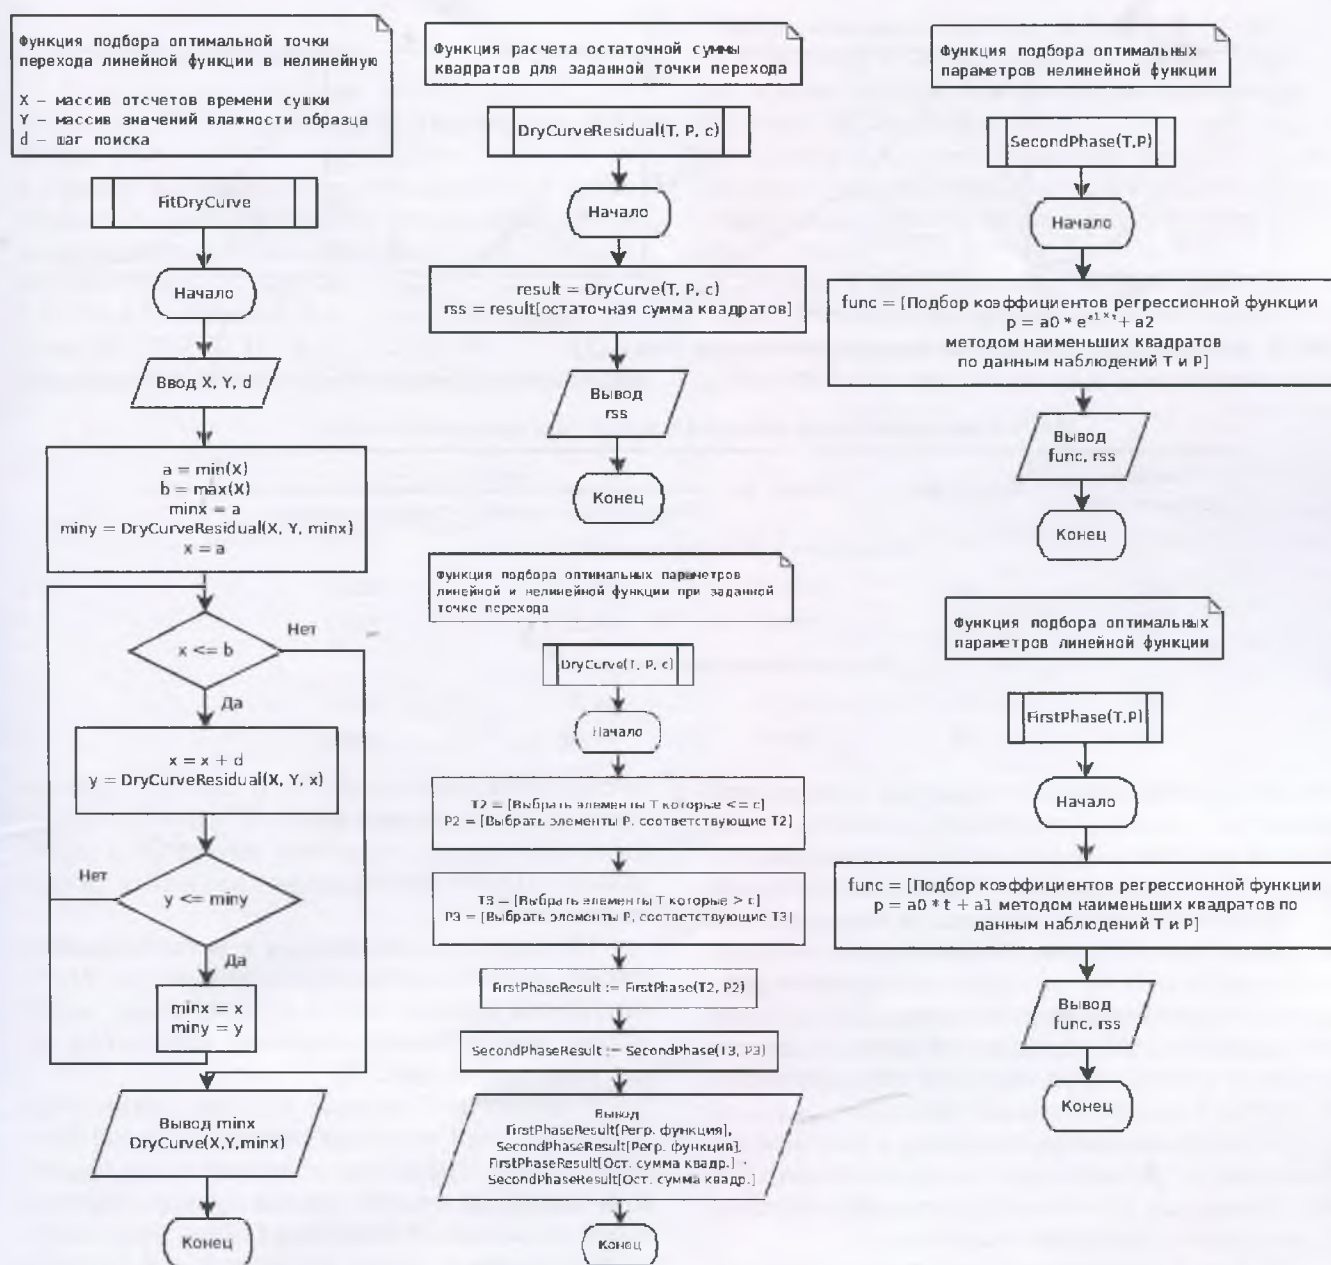 Функция подбора оптимальной точки
перехода линейной функции в нелинейную
X – массив отсчетов времени сушки
Y – массив значений влажности образца
d – шаг поиска
FitDryCurve
Начало
Ввод X, Y, d
a = min(X)
b = max(X)
minx = a
miny = DryCurveResidual(X, Y, minx)
x = a
x <= b
Нет
Да
x = x + d
y = DryCurveResidual(X, Y, x)
Нет
y <= miny
Да
minx = x
miny = y
Вывод minx
DryCurve(X,Y,minx)
Конец
Функция расчета остаточной суммы
квадратов для заданной точки перехода
DryCurveResidual(T, P, c)
Начало
result = DryCurve(T, P, c)
rss = result[остаточная сумма квадратов]
Вывод
rss
Конец
Функция подбора оптимальных параметров
линейной и нелинейной функции при заданной
точке перехода
DryCurve(T, P, c)
Начало
T2 = [Выбрать элементы T которые <= c]
P2 = [Выбрать элементы P, соответствующие T2]
T3 = [Выбрать элементы T которые > c]
P3 = [Выбрать элементы P, соответствующие T3]
FirstPhaseResult := FirstPhase(T2, P2)
SecondPhaseResult := SecondPhase(T3, P3)
Вывод
FirstPhaseResult[Регр. функция],
SecondPhaseResult[Регр. функция],
FirstPhaseResult[Ост. сумма квадр.]
SecondPhaseResult[Ост. сумма квадр.]
Конец
Функция подбора оптимальных
параметров нелинейной функции
SecondPhase(T,P)
Начало
func = [Подбор коэффициентов регрессионной функции
p = a0 * e^a1*t + a2
методом наименьших квадратов
по данным наблюдений T и P]
Вывод
func, rss
Конец
Функция подбора оптимальных
параметров линейной функции
FirstPhase(T,P)
Начало
func = [Подбор коэффициентов регрессионной функции
p = a0 * t + a1 методом наименьших квадратов по
данным наблюдений T и P]
Вывод
func, rss
Конец